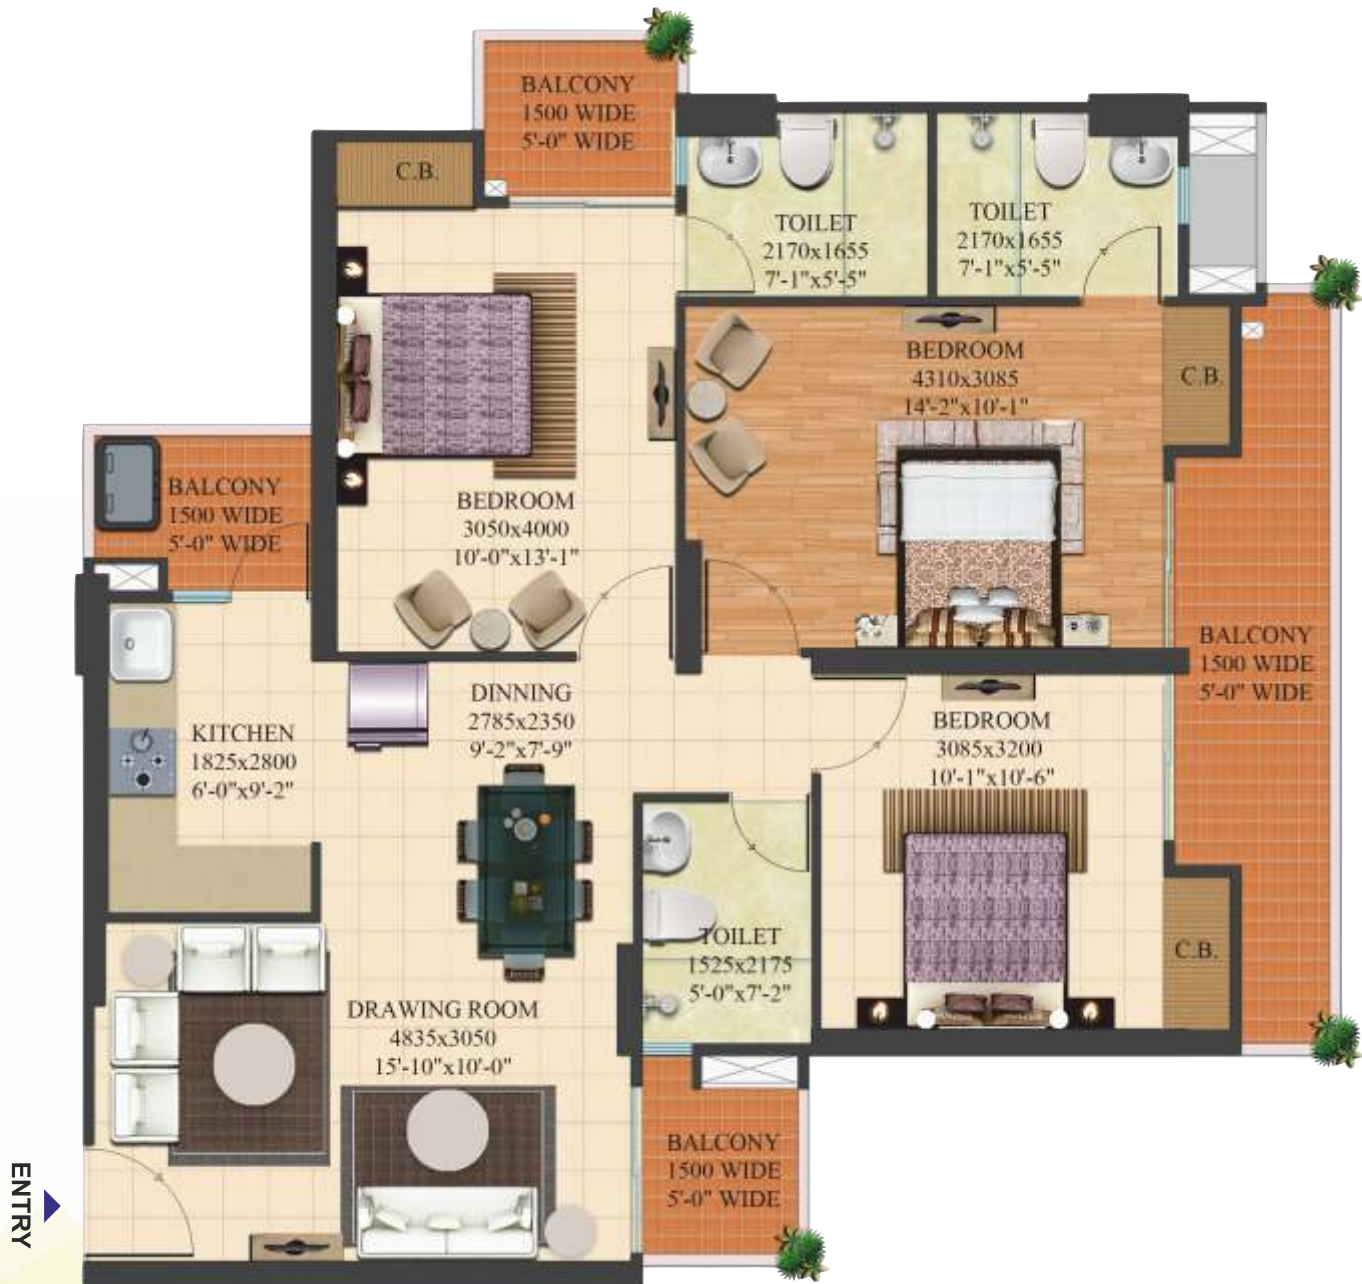 BALCONY
1500 WIDE
5'-0" WIDE
C.B.
TOILET
2170x1655
7'-1"x5'-5"
TOILET
2170x1655
7'-1"x5'-5"
BEDROOM
4310x3085
14'-2"x10'-1"
C.B.
BALCONY
1500 WIDE
5'-0" WIDE
BEDROOM
3050x4000
10'-0"x13'-1"
BALCONY
1500 WIDE
5'-0" WIDE
KITCHEN
1825x2800
6'-0"x9'-2"
DINNING
2785x2350
9'-2"x7'-9"
BEDROOM
3085x3200
10'-1"x10'-6"
TOILET
1525x2175
5'-0"x7'-2"
C.B.
DRAWING ROOM
4835x3050
15'-10"x10'-0"
BALCONY
1500 WIDE
5'-0" WIDE
ENTRY